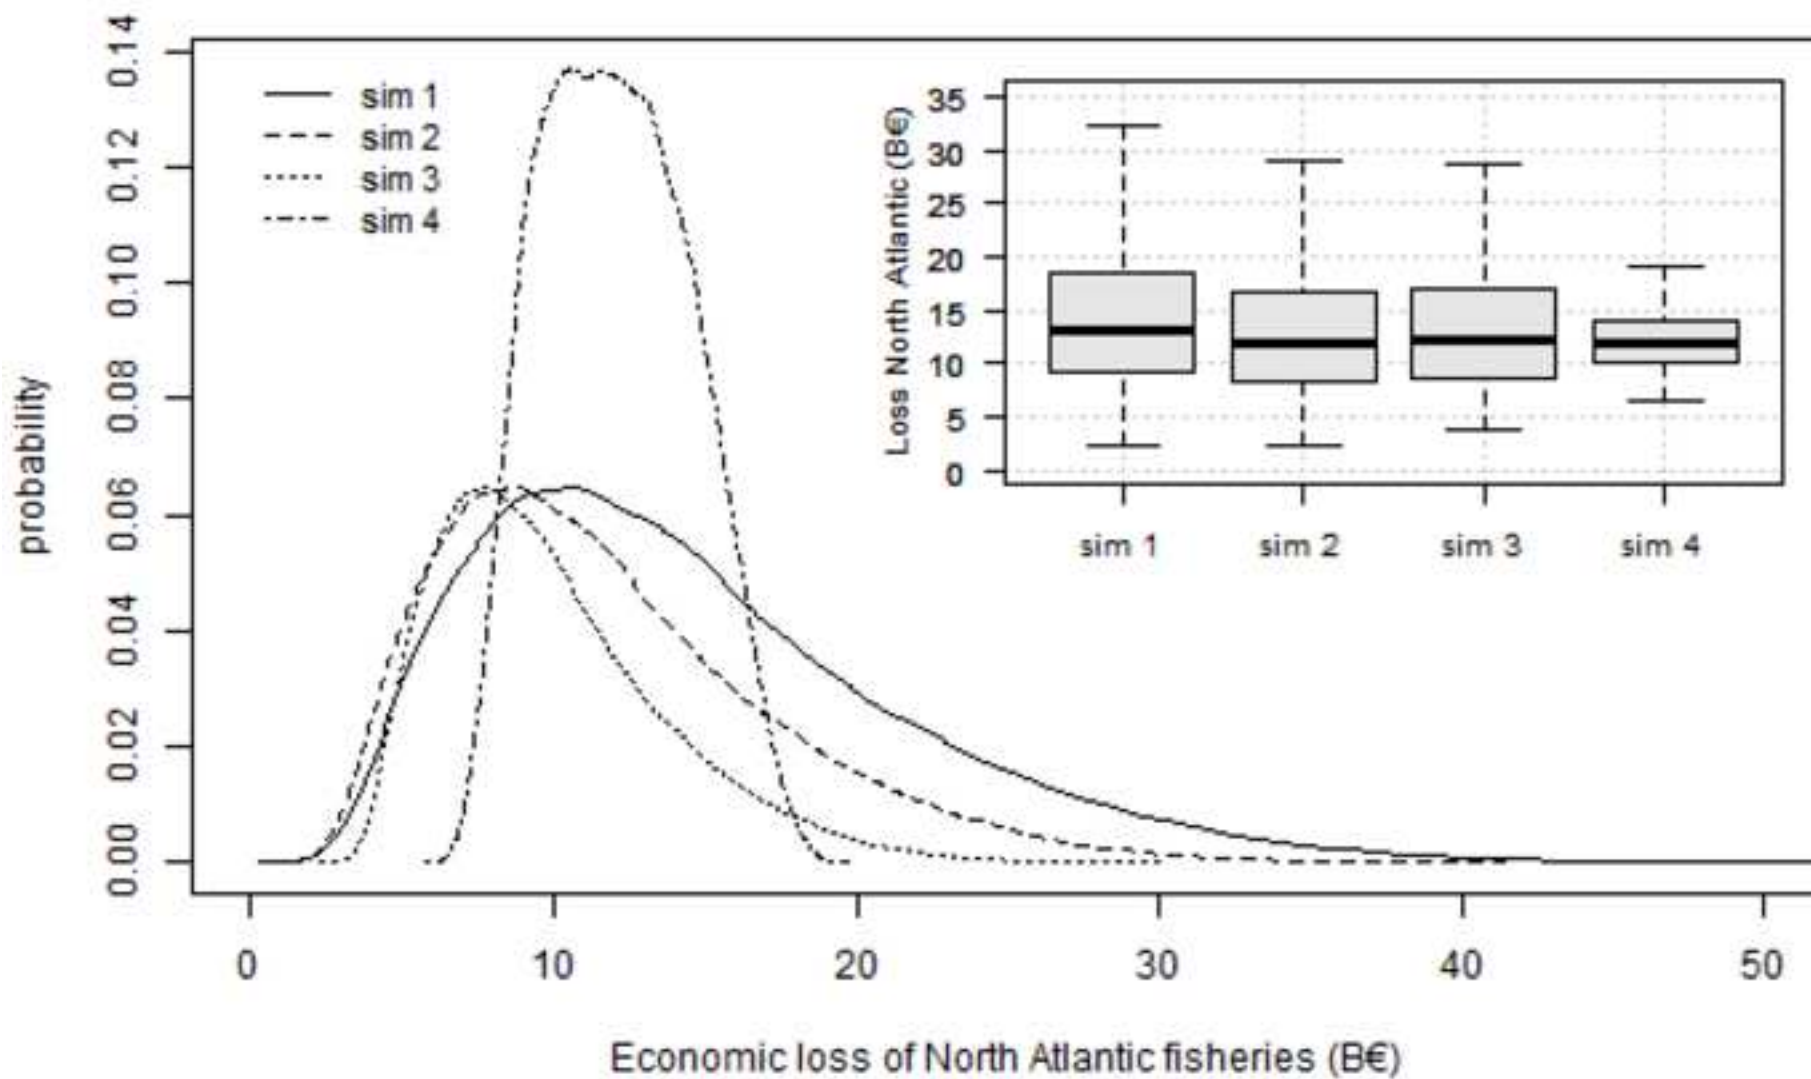 probability
0.14
0.12
0.10
0.08
0.06
0.04
0.02
0.00
sim 1
sim 2
sim 3
sim 4
Loss North Atlantic (B€)
35
30
25
20
15
10
5
0
sim 1 sim 2 sim 3 sim 4
0 10 20 30 40 50
Economic loss of North Atlantic fisheries (B€)